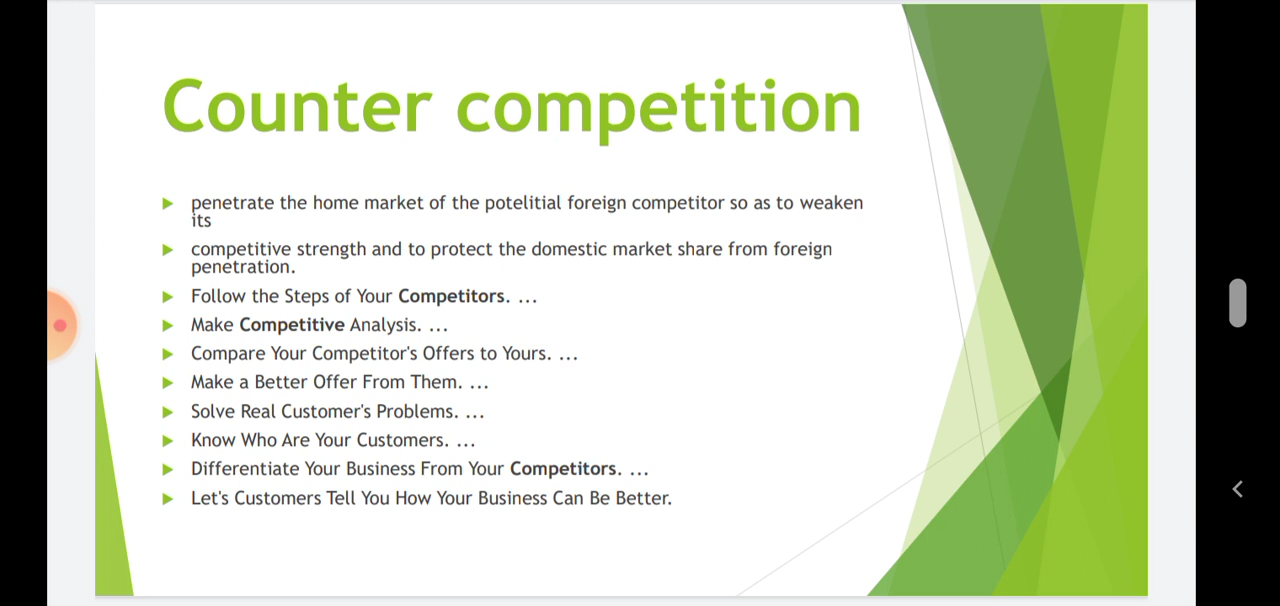 Counter competition
penetrate the home market of the potelitial foreign competitor so as to weaken
its
competitive strength and to protect the domestic market share from foreign
penetration.
Follow the Steps of Your Competitors. ...
Make Competitive Analysis. ...
Compare Your Competitor's Offers to Yours. ...
Make a Better Offer From Them. ...
Solve Real Customer's Problems. ...
Know Who Are Your Customers. ...
Differentiate Your Business From Your Competitors. ...
Let's Customers Tell You How Your Business Can Be Better.